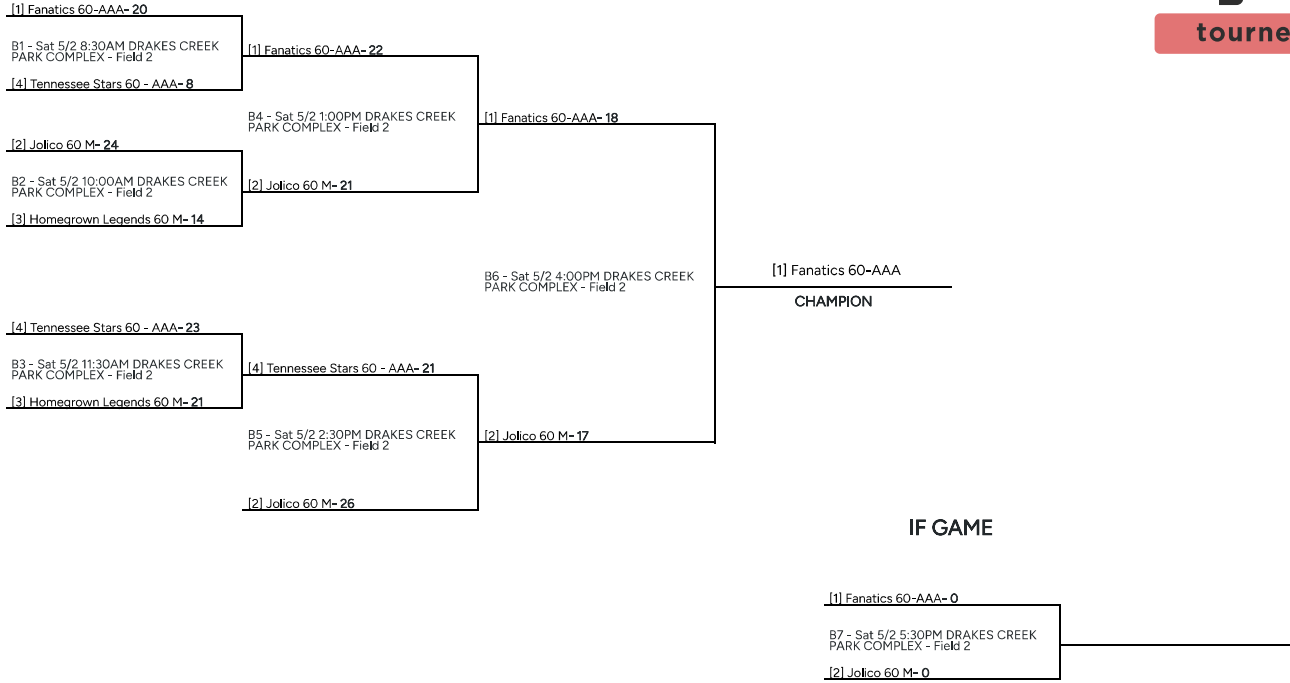 [1] Fanatics 60-AAA- 20
B1 - Sat 5/2 8:30AM DRAKES CREEK
PARK COMPLEX - Field 2
[4] Tennessee Stars 60 - AAA- 8
[1] Fanatics 60-AAA- 22
B4 - Sat 5/2 1:00PM DRAKES CREEK
PARK COMPLEX - Field 2
[2] Jolico 60 M- 21
[1] Fanatics 60-AAA- 18
[2] Jolico 60 M- 24
B2 - Sat 5/2 10:00AM DRAKES CREEK
PARK COMPLEX - Field 2
[3] Homegrown Legends 60 M- 14
B6 - Sat 5/2 4:00PM DRAKES CREEK
PARK COMPLEX - Field 2
[1] Fanatics 60-AAA
CHAMPION
[4] Tennessee Stars 60 - AAA- 23
B3 - Sat 5/2 11:30AM DRAKES CREEK
PARK COMPLEX - Field 2
[3] Homegrown Legends 60 M- 21
[4] Tennessee Stars 60 - AAA- 21
B5 - Sat 5/2 2:30PM DRAKES CREEK
PARK COMPLEX - Field 2
[2] Jolico 60 M- 26
[2] Jolico 60 M- 17
IF GAME
[1] Fanatics 60-AAA- 0
B7 - Sat 5/2 5:30PM DRAKES CREEK
PARK COMPLEX - Field 2
[2] Jolico 60 M- 0
tourne